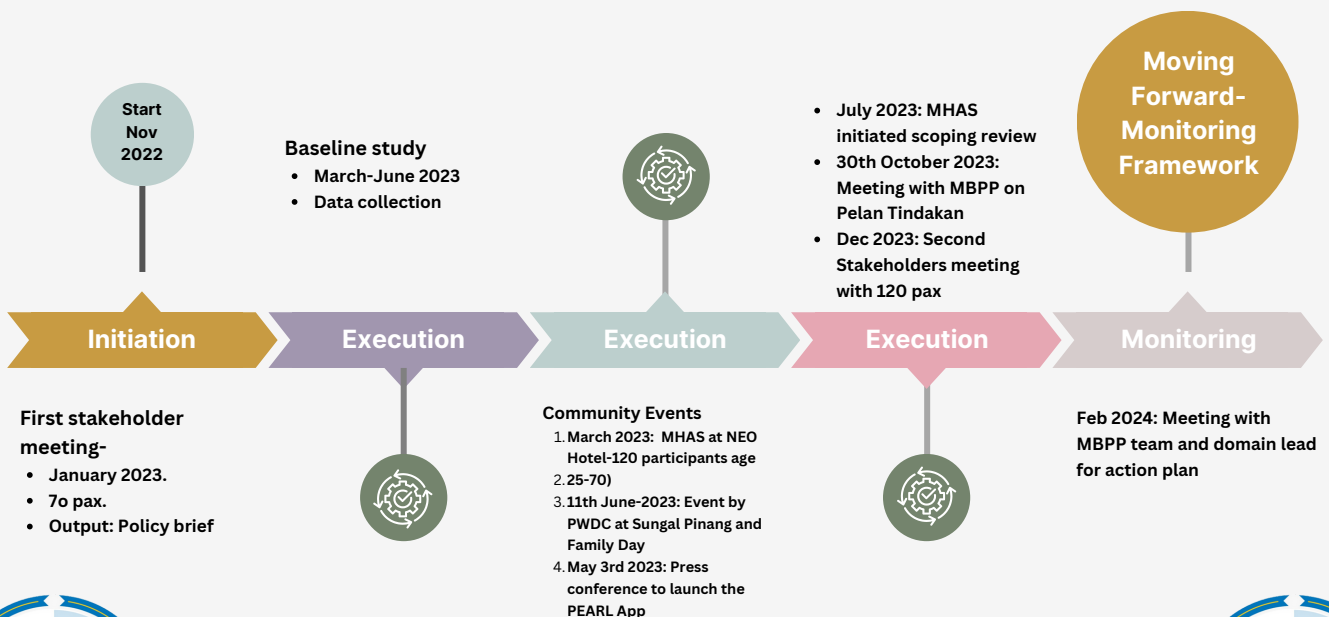 Start
Nov
2022
Initiation
First stakeholder
meeting-
• January 2023.
• 7o pax.
• Output: Policy brief
Baseline study
• March-June 2023
• Data collection
Execution
Execution
Community Events
1. March 2023:  MHAS at NEO
Hotel-120 participants age
2. 25-70)
3. 11th June-2023: Event by
PWDC at Sungal Pinang and
Family Day
4. May 3rd 2023: Press
conference to launch the
PEARL App
• July 2023: MHAS
initiated scoping review
• 30th October 2023:
Meeting with MBPP on
Pelan Tindakan
• Dec 2023: Second
Stakeholders meeting
with 120 pax
Execution
Moving
Forward-
Monitoring
Framework
Monitoring
Feb 2024: Meeting with
MBPP team and domain lead
for action plan